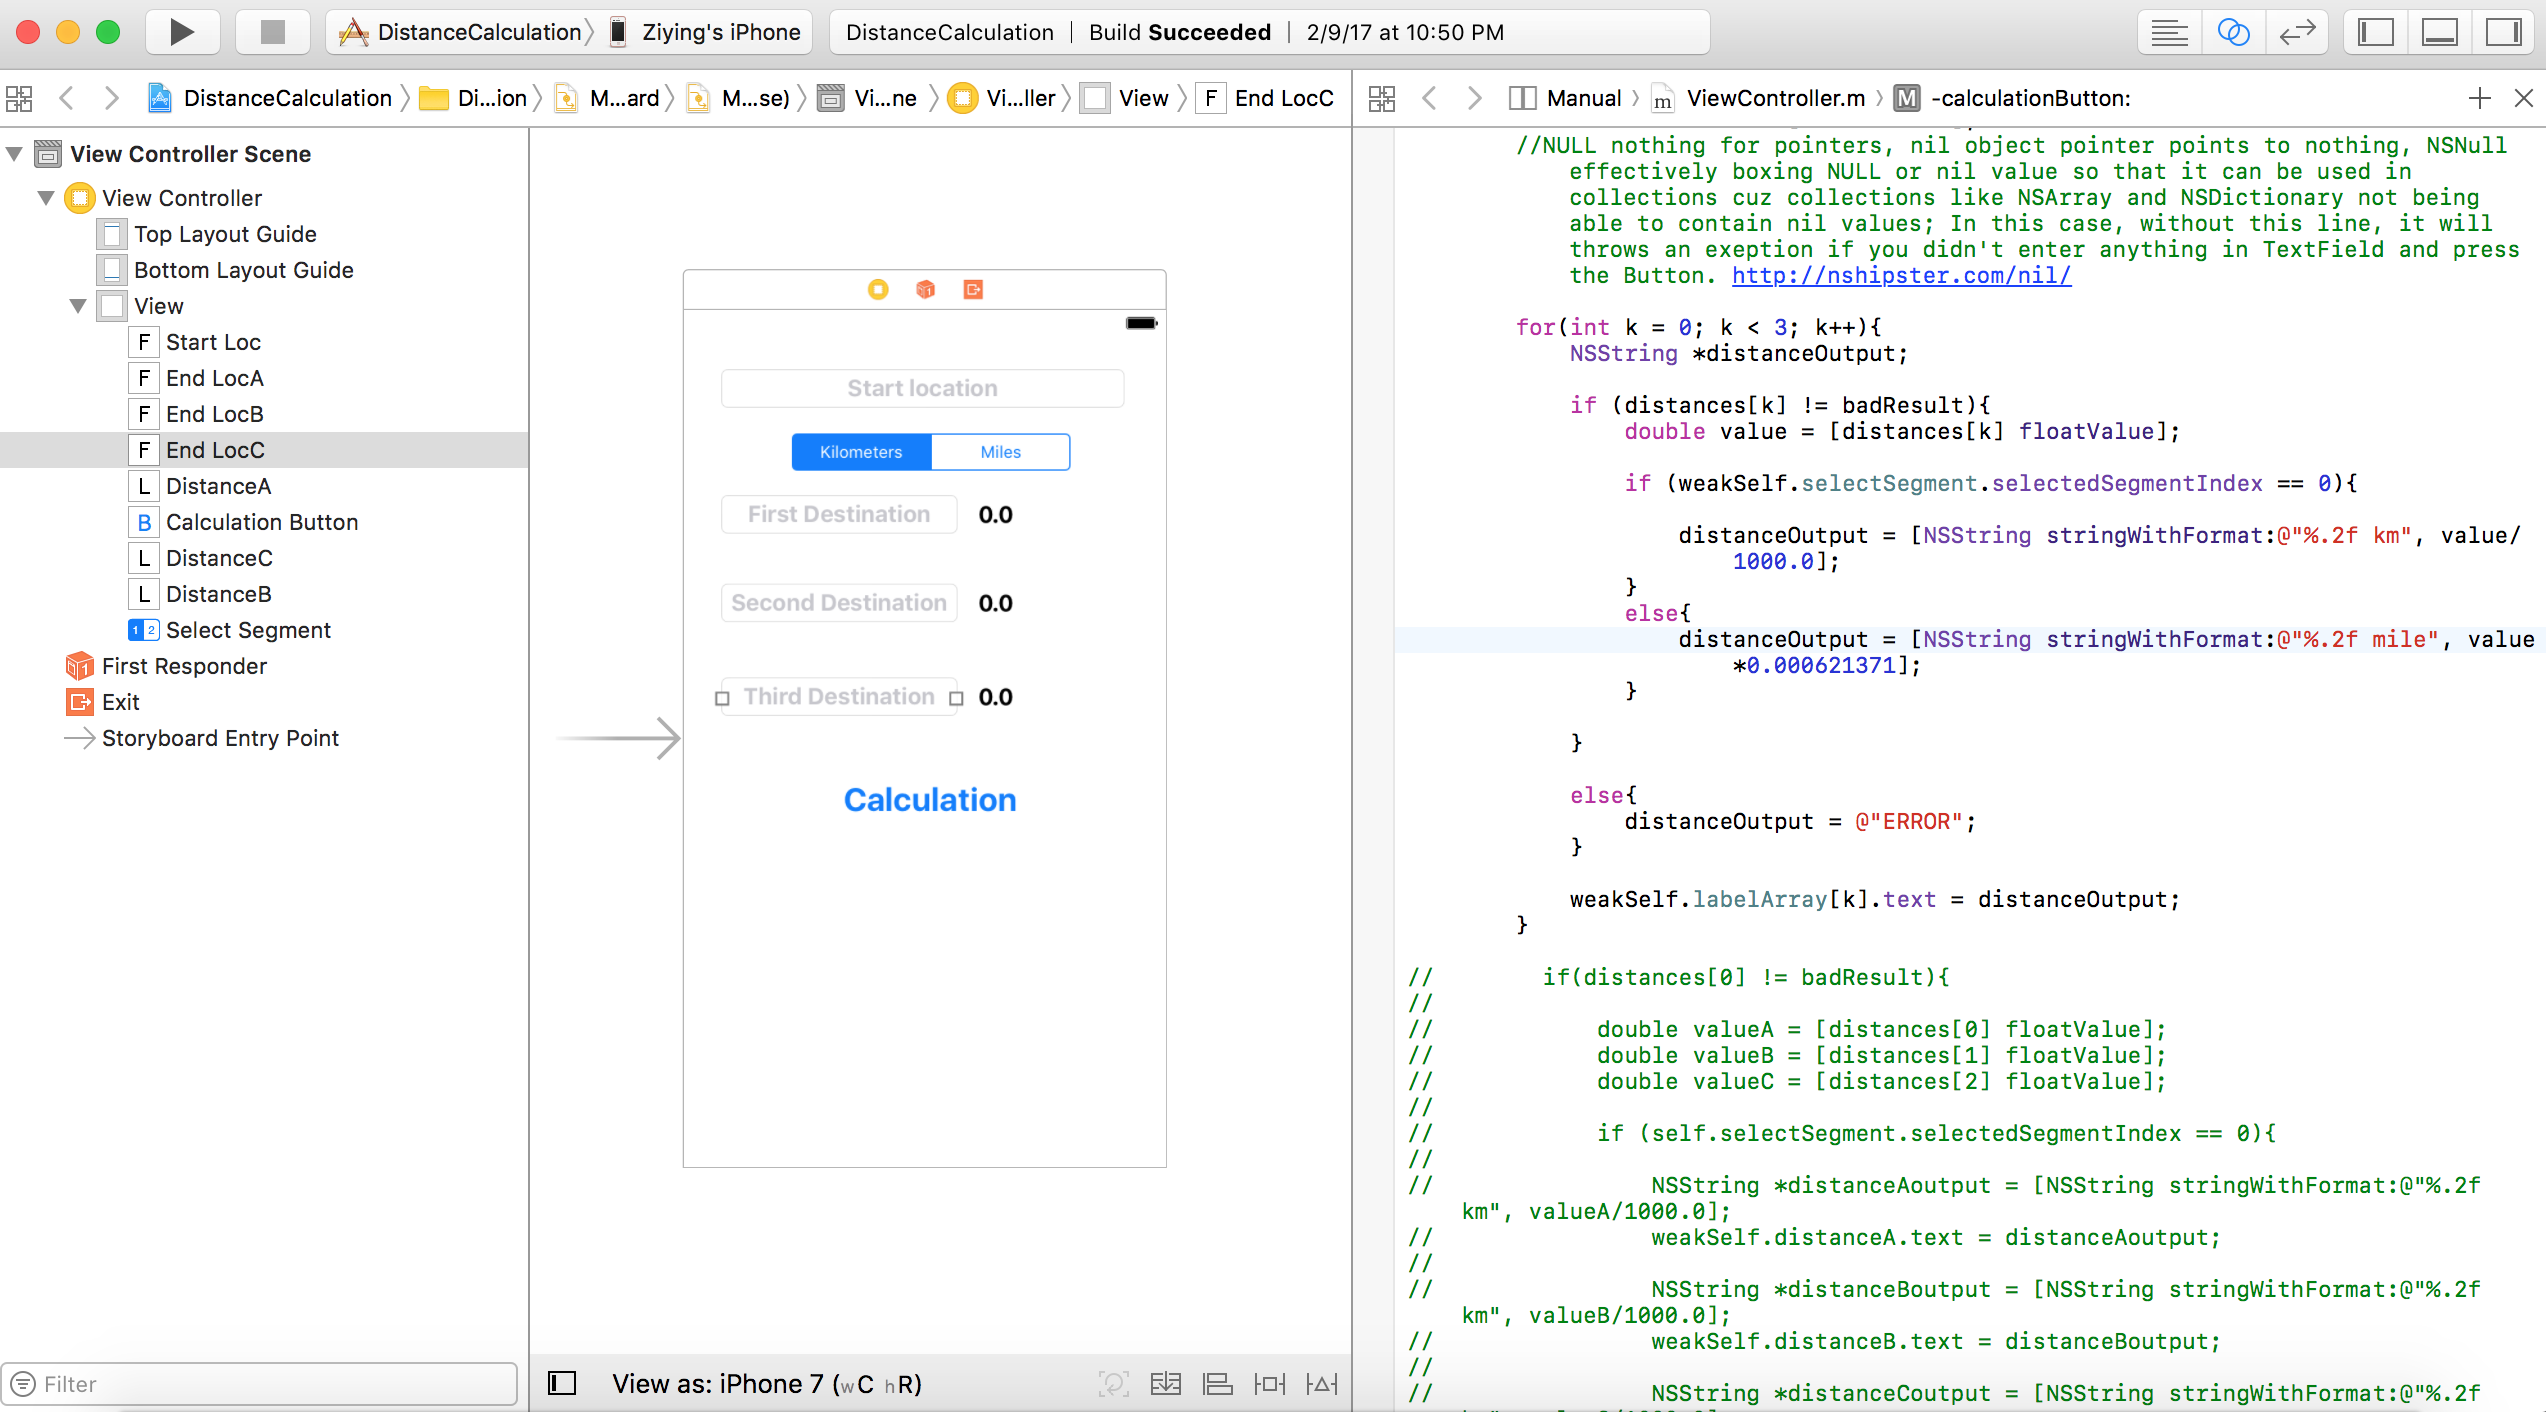 DistanceCalculation Ziying's iPhone
DistanceCalculation | Build Succeeded | 2/9/17 at 10:50 PM
DistanceCalculation Di...ion M...ard M...se) Vi...ne Vi...ller View F End LocC
Manual m ViewController.m M -calculationButton:
View Controller Scene
View Controller
Top Layout Guide
Bottom Layout Guide
View
F Start Loc
F End LocA
F End LocB
F End LocC
L DistanceA
B Calculation Button
L DistanceC
L DistanceB
1 2 Select Segment
First Responder
Exit
Storyboard Entry Point
Filter
Start location
Kilometers Miles
First Destination 0.0
Second Destination 0.0
Third Destination 0.0
Calculation
View as: iPhone 7 (wC hR)
//NULL nothing for pointers, nil object pointer points to nothing, NSNull
effectively boxing NULL or nil value so that it can be used in
collections cuz collections like NSArray and NSDictionary not being
able to contain nil values; In this case, without this line, it will
throws an exeption if you didn't enter anything in TextField and press
the Button. http://nshipster.com/nil/
for(int k = 0; k < 3; k++){
NSString *distanceOutput;
if (distances[k] != badResult){
double value = [distances[k] floatValue];
if (weakSelf.selectSegment.selectedSegmentIndex == 0){
distanceOutput = [NSString stringWithFormat:@"%.2f km", value/
1000.0];
}
else{
distanceOutput = [NSString stringWithFormat:@"%.2f mile", value
*0.000621371];
}
}
else{
distanceOutput = @"ERROR";
}
weakSelf.labelArray[k].text = distanceOutput;
}
// if(distances[0] != badResult){
//
// double valueA = [distances[0] floatValue];
// double valueB = [distances[1] floatValue];
// double valueC = [distances[2] floatValue];
//
// if (self.selectSegment.selectedSegmentIndex == 0){
//
// NSString *distanceAoutput = [NSString stringWithFormat:@"%.2f
km", valueA/1000.0];
// weakSelf.distanceA.text = distanceAoutput;
//
// NSString *distanceBoutput = [NSString stringWithFormat:@"%.2f
km", valueB/1000.0];
// weakSelf.distanceB.text = distanceBoutput;
//
// NSString *distanceCoutput = [NSString stringWithFormat:@"%.2f